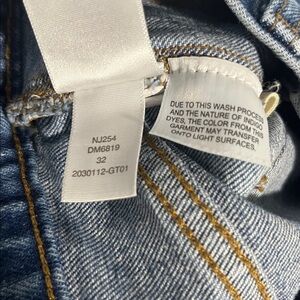 NJ254
DM6819
32
2030112-GT01
DUE TO THIS WASH PROCESS
AND THE NATURE OF INDIGO
DYES, THE COLOR FROM THIS
GARMENT MAY TRANSFER
ONTO LIGHT SURFACES.